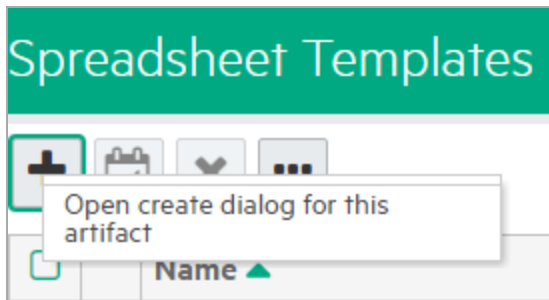 Spreadsheet Templates
Open create dialog for this
artifact
Name